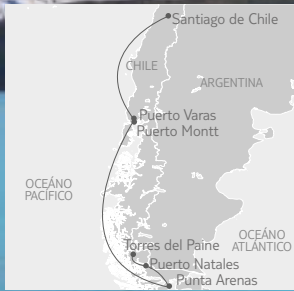 Santiago de Chile
CHILE
ARGENTINA
Puerto Varas
Puerto Montt
OCEÁNO
PACÍFICO
OCEÁNO
ATLÁNTICO
Torres del Paine
Puerto Natales
Punta Arenas